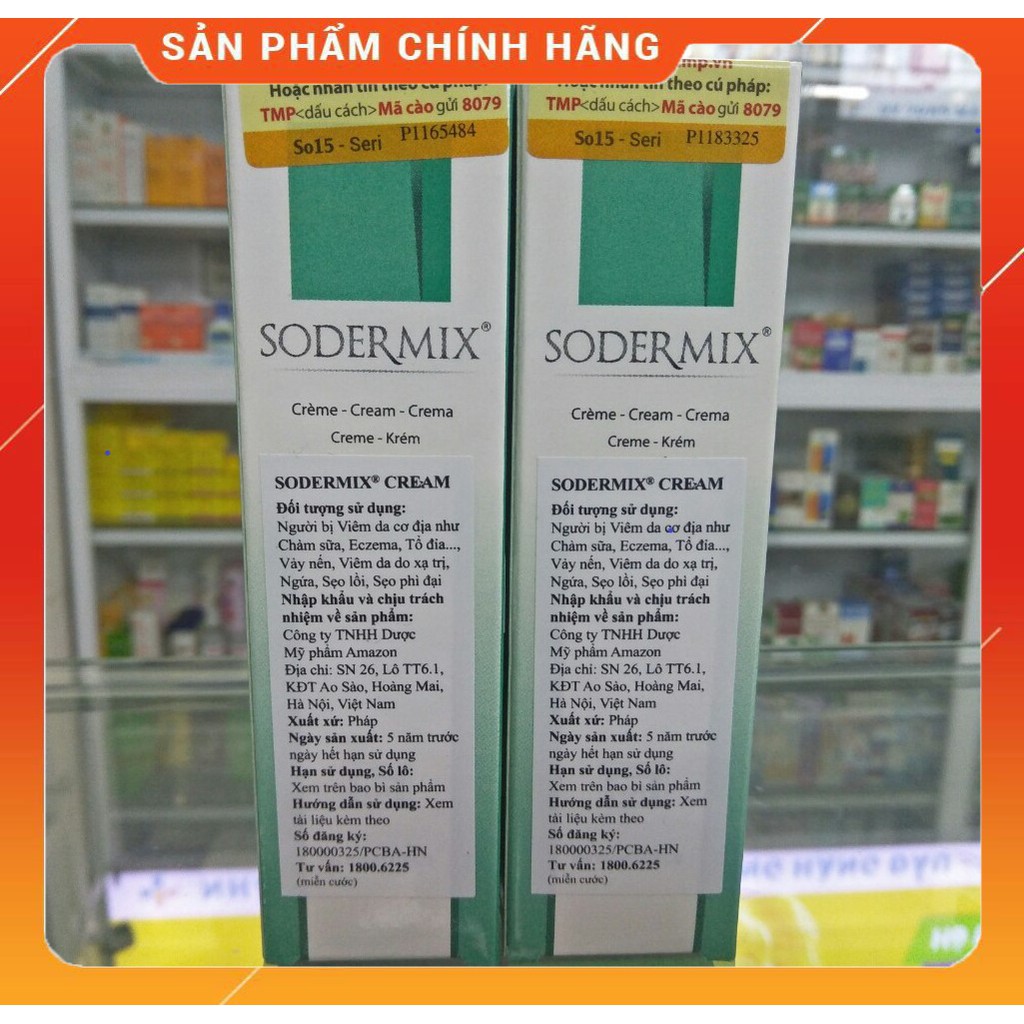 SẢN PHẨM CHÍNH HÃNG
Hoặc nhắn tin theo cú pháp:
TMP<dấu cách>Mã cào gửi 8079
So15 - Seri P1165484
SODERMIX®
Crème - Cream - Crema
Creme - Krém
SODERMIX® CREAM
Đối tượng sử dụng:
Người bị Viêm da cơ địa như
Chàm sữa, Eczema, Tổ đỉa...,
Vảy nến, Viêm da do xạ trị,
Ngứa, Sẹo lồi, Sẹo phì đại
Nhập khẩu và chịu trách
nhiệm về sản phẩm:
Công ty TNHH Dược
Mỹ phẩm Amazon
Địa chỉ: SN 26, Lô TT6.1,
KĐT Ao Sào, Hoàng Mai,
Hà Nội, Việt Nam
Xuất xứ: Pháp
Ngày sản xuất: 5 năm trước
ngày hết hạn sử dụng
Hạn sử dụng, Số lô:
Xem trên bao bì sản phẩm
Hướng dẫn sử dụng: Xem
tài liệu kèm theo
Số đăng ký:
180000325/PCBA-HN
Tư vấn: 1800.6225
(miễn cước)
mp.vn
Hoặc nhắn tin theo cú pháp:
TMP<dấu cách>Mã cào gửi 8079
So15 - Seri P1183325
SODERMIX®
Crème - Cream - Crema
Creme - Krém
SODERMIX® CREAM
Đối tượng sử dụng:
Người bị Viêm da cơ địa như
Chàm sữa, Eczema, Tổ đỉa...,
Vảy nến, Viêm da do xạ trị,
Ngứa, Sẹo lồi, Sẹo phì đại
Nhập khẩu và chịu trách
nhiệm về sản phẩm:
Công ty TNHH Dược
Mỹ phẩm Amazon
Địa chỉ: SN 26, Lô TT6.1,
KĐT Ao Sào, Hoàng Mai,
Hà Nội, Việt Nam
Xuất xứ: Pháp
Ngày sản xuất: 5 năm trước
ngày hết hạn sử dụng
Hạn sử dụng, Số lô:
Xem trên bao bì sản phẩm
Hướng dẫn sử dụng: Xem
tài liệu kèm theo
Số đăng ký:
180000325/PCBA-HN
Tư vấn: 1800.6225
(miễn cước)
NG HÀNG ĐẦU